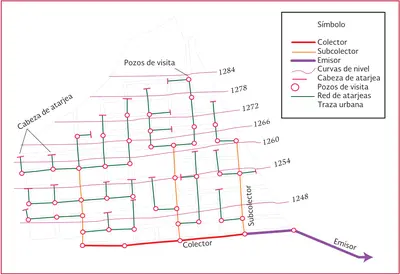 Símbolo
Colector
Subcolector
Emisor
Curvas de nivel
Cabeza de atarjea
Pozos de visita
Red de atarjeas
Traza urbana
Pozos de visita
1284
1278
1272
1266
1260
1254
1248
Cabeza de atarjea
Subcolector
Colector
Emisor